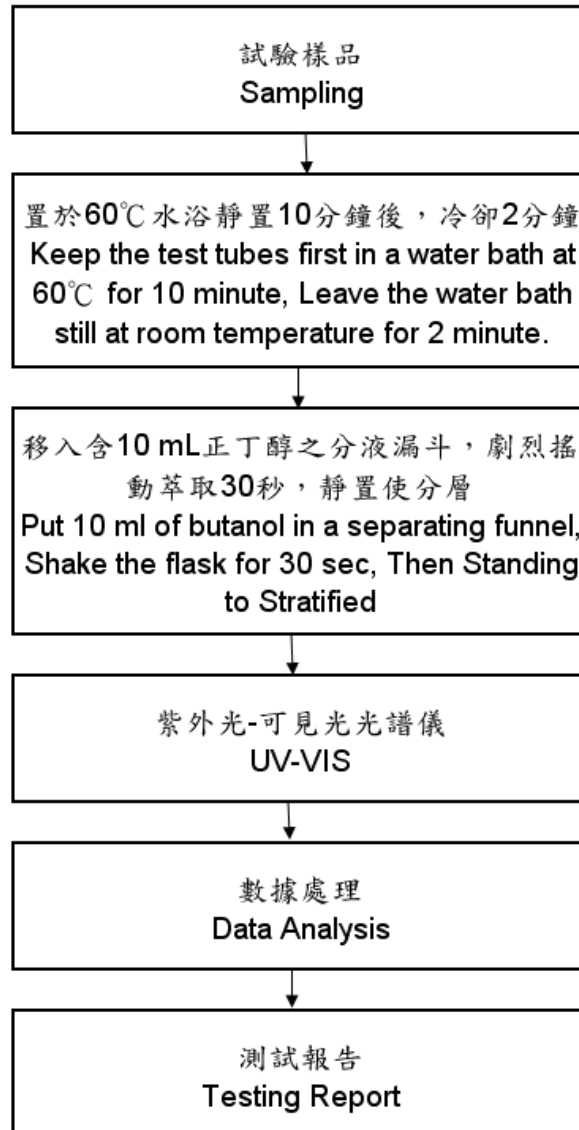 試驗樣品
Sampling
置於60℃水浴靜置10分鐘後，冷卻2分鐘
Keep the test tubes first in a water bath at
60℃ for 10 minute, Leave the water bath
still at room temperature for 2 minute.
移入含10 mL正丁醇之分液漏斗，劇烈搖
動萃取30秒，靜置使分層
Put 10 ml of butanol in a separating funnel,
Shake the flask for 30 sec, Then Standing
to Stratified
紫外光-可見光光譜儀
UV-VIS
數據處理
Data Analysis
測試報告
Testing Report